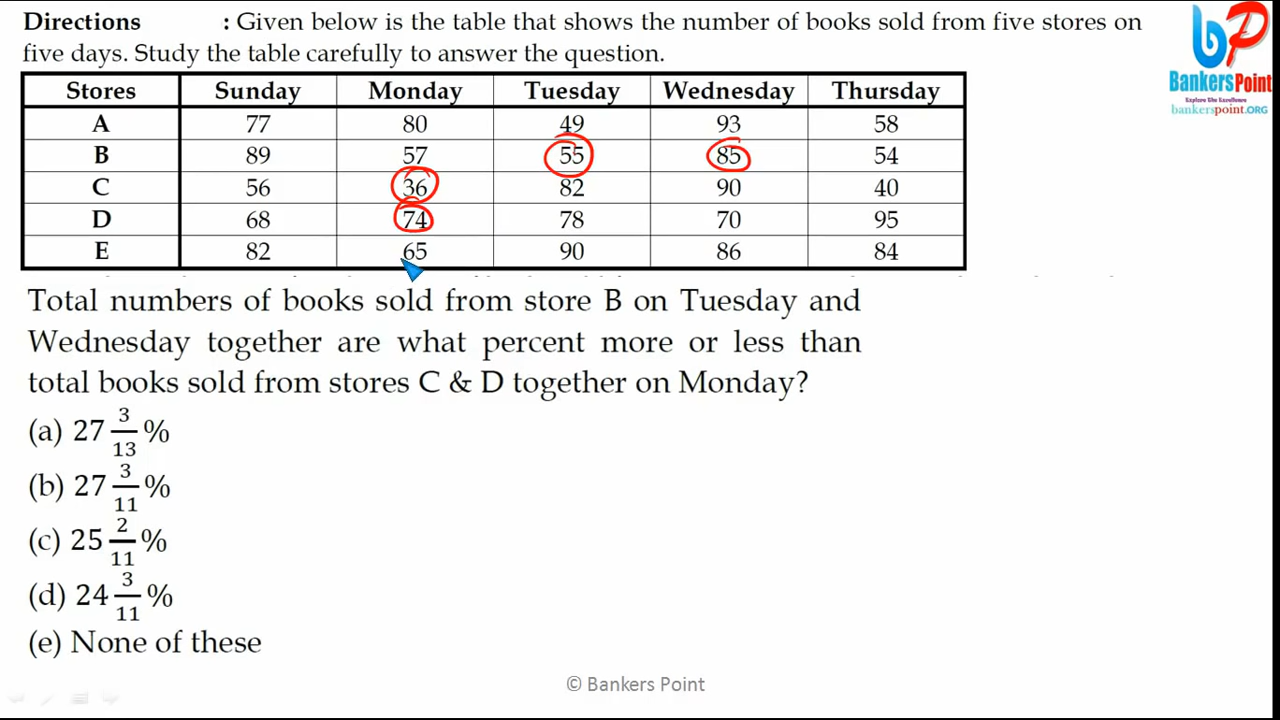 Directions : Given below is the table that shows the number of books sold from five stores on
five days. Study the table carefully to answer the question.
bP
BankersPoint
Explore The Excellence
bankerspoint.ORG
Stores Sunday Monday Tuesday Wednesday Thursday
A 77 80 49 93 58
B 89 57 55 85 54
C 56 36 82 90 40
D 68 74 78 70 95
E 82 65 90 86 84
Total numbers of books sold from store B on Tuesday and
Wednesday together are what percent more or less than
total books sold from stores C & D together on Monday?
(a) 27 3/13 %
(b) 27 3/11 %
(c) 25 2/11 %
(d) 24 3/11 %
(e) None of these
© Bankers Point